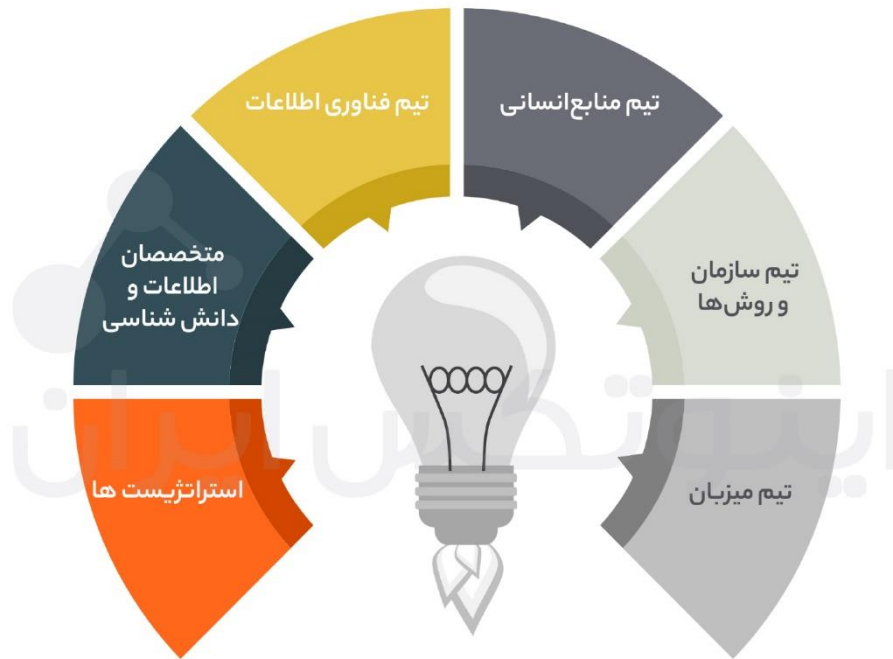 تیم منابع‌انسانی
تیم فناوری اطلاعات
تیم سازمان
و روش‌ها
متخصصان
اطلاعات و
دانش شناسی
تیم میزبان
استراتژیست ها
اینوتکس ایران